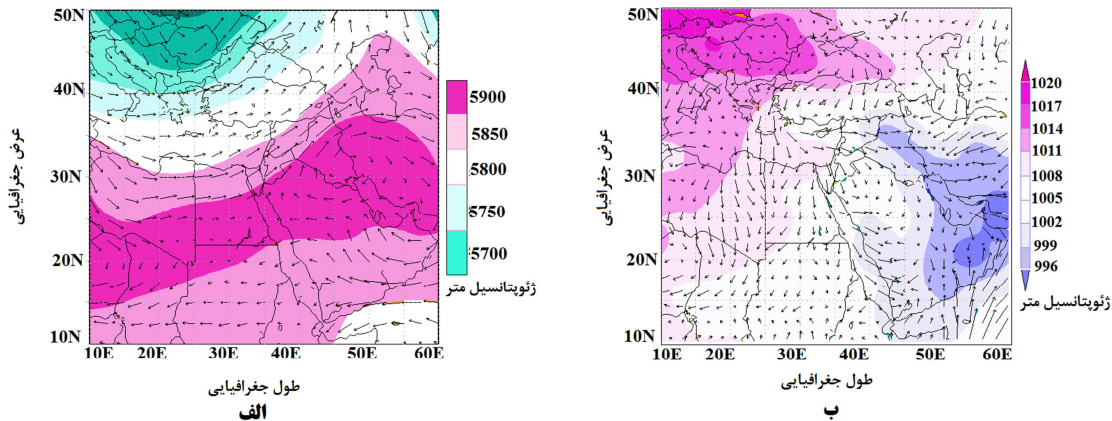 50N
40N
30N
20N
10N
10E 20E 30E 40E 50E 60E
عرض جغرافیایی
طول جغرافیایی
الف
5900
5850
5800
5750
5700
ژئوپتانسیل متر
50N
40N
30N
20N
10N
10E 20E 30E 40E 50E 60E
عرض جغرافیایی
طول جغرافیایی
ب
1020
1017
1014
1011
1008
1005
1002
999
996
ژئوپتانسیل متر